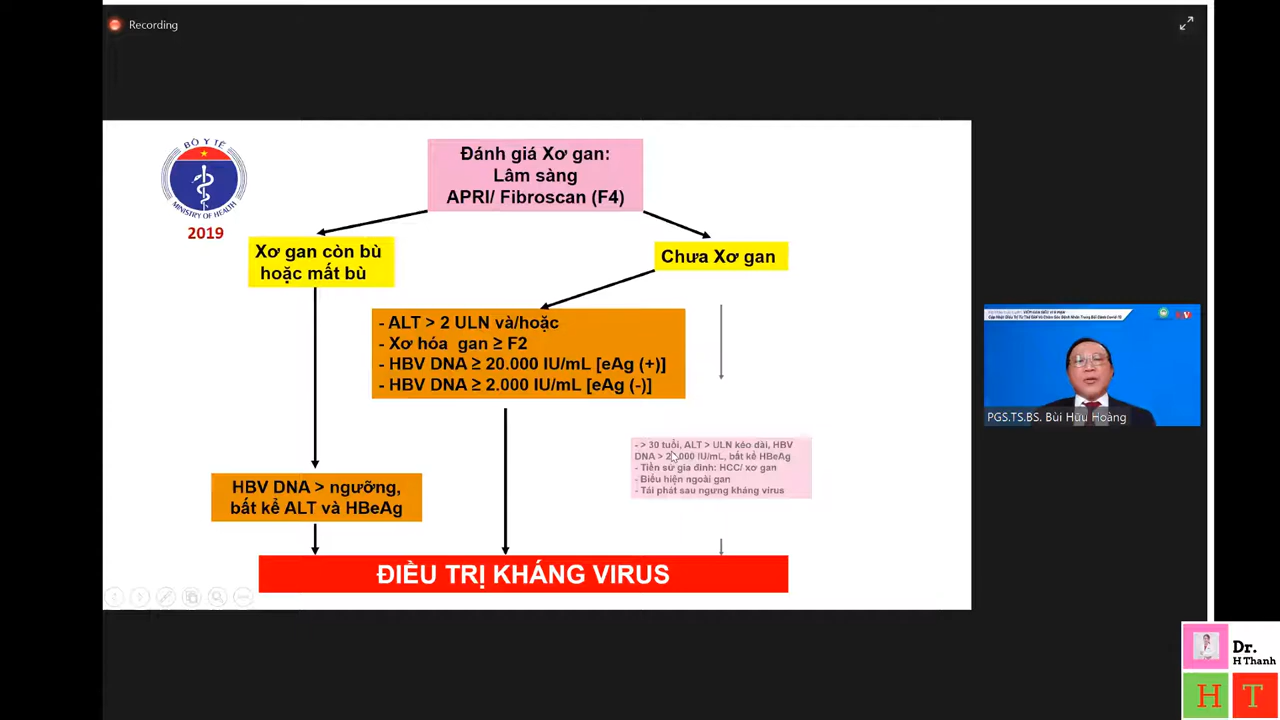 Recording
BỘ Y TẾ
MINISTRY OF HEALTH
2019
Đánh giá Xơ gan:
Lâm sàng
APRI/ Fibroscan (F4)
Xơ gan còn bù
hoặc mất bù
Chưa Xơ gan
- ALT > 2 ULN và/hoặc
- Xơ hóa gan ≥ F2
- HBV DNA ≥ 20.000 IU/mL [eAg (+)]
- HBV DNA ≥ 2.000 IU/mL [eAg (-)]
- > 30 tuổi, ALT > ULN kéo dài, HBV
DNA > 000 IU/mL, bất kể HBeAg
- Tiền sử gia đình: HCC/ xơ gan
- Biểu hiện ngoài gan
- Tái phát sau ngưng kháng virus
HBV DNA > ngưỡng,
bất kể ALT và HBeAg
ĐIỀU TRỊ KHÁNG VIRUS
PGS.TS.BS. Bùi Hữu Hoàng
Dr.
H Thanh
H T